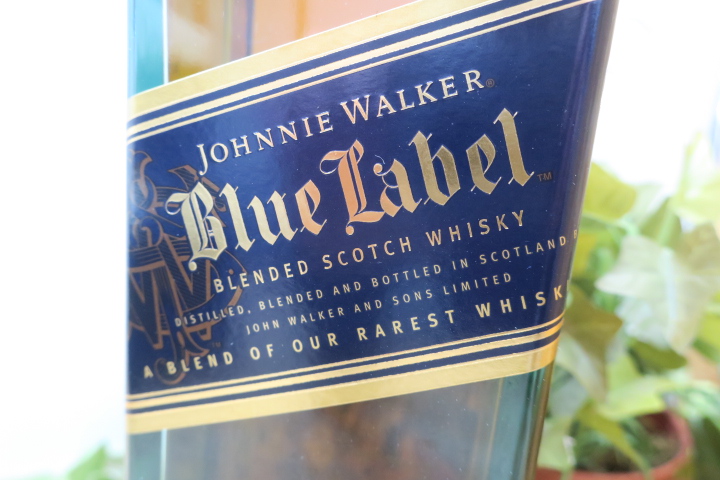 JOHNNIE WALKER®
Blue Label™
BLENDED SCOTCH WHISKY
DISTILLED, BLENDED AND BOTTLED IN SCOTLAND
JOHN WALKER AND SONS LIMITED
A BLEND OF OUR RAREST WHISK